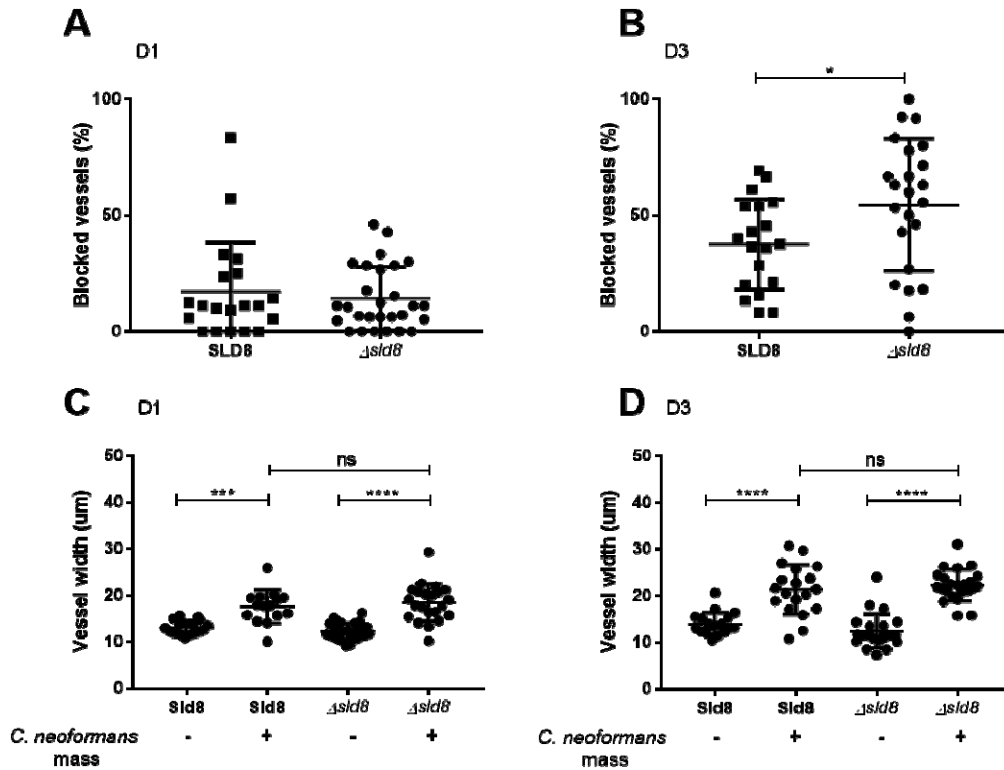 A
D1
Blocked vessels (%)
100
50
0
SLD8
Δsld8
B
D3
*
Blocked vessels (%)
100
50
0
SLD8
Δsld8
C
D1
Vessel width (um)
50
40
30
20
10
0
ns
***
****
Sld8
Sld8
Δsld8
Δsld8
C. neoformans
mass
-
+
-
+
D
D3
Vessel width (um)
50
40
30
20
10
0
ns
****
****
Sld8
Sld8
Δsld8
Δsld8
C. neoformans
mass
-
+
-
+